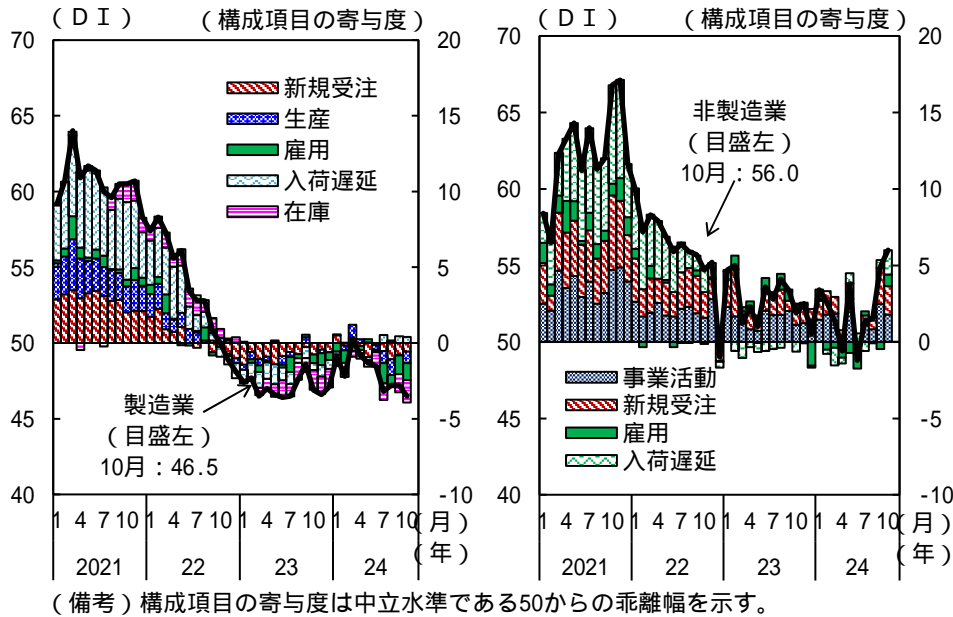 （ＤＩ）
（構成項目の寄与度）
70
65
60
55
50
45
40
20
15
10
5
0
-5
-10
新規受注
生産
雇用
入荷遅延
在庫
製造業
（目盛左）
10月：46.5
1 4 7 10 1 4 7 10 1 4 7 10 1 4 7 10（月）
（年）
2021 22 23 24
（ＤＩ）
（構成項目の寄与度）
70
65
60
55
50
45
40
20
15
10
5
0
-5
-10
非製造業
（目盛左）
10月：56.0
事業活動
新規受注
雇用
入荷遅延
1 4 7 10 1 4 7 10 1 4 7 10 1 4 7 10（月）
（年）
2021 22 23 24
（備考）構成項目の寄与度は中立水準である50からの乖離幅を示す。